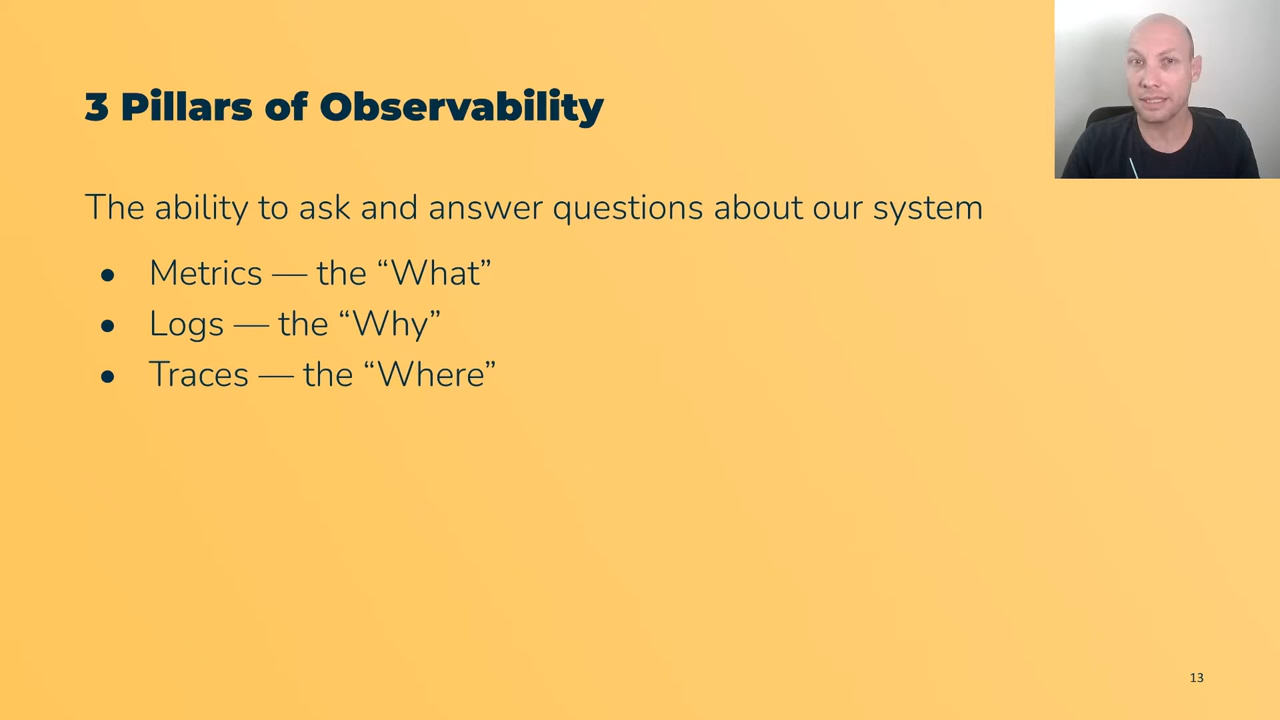 3 Pillars of Observability
The ability to ask and answer questions about our system
● Metrics — the “What”
● Logs — the “Why”
● Traces — the “Where”
13